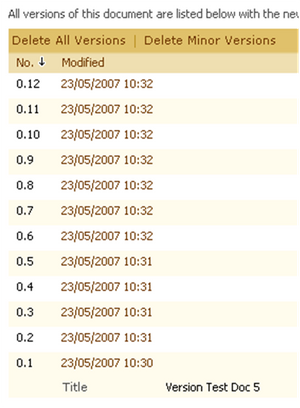 All versions of this document are listed below with the
Delete All Versions | Delete Minor Versions
No. ↓ Modified
0.12 23/05/2007 10:32
0.11 23/05/2007 10:32
0.10 23/05/2007 10:32
0.9 23/05/2007 10:32
0.8 23/05/2007 10:32
0.7 23/05/2007 10:32
0.6 23/05/2007 10:32
0.5 23/05/2007 10:31
0.4 23/05/2007 10:31
0.3 23/05/2007 10:31
0.2 23/05/2007 10:31
0.1 23/05/2007 10:30
Title Version Test Doc 5